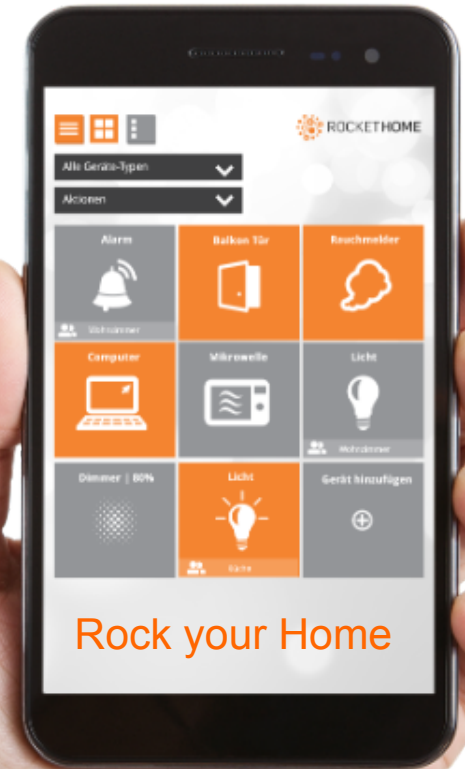 ROCKETHOME
Alle Geräte-Typen
Aktionen
Alarm
Balkon Tür
Rauchmelder
Wohnzimmer
Computer
Mikrowelle
Licht
Wohnzimmer
Dimmer | 80%
Licht
Gerät hinzufügen
Rock your Home